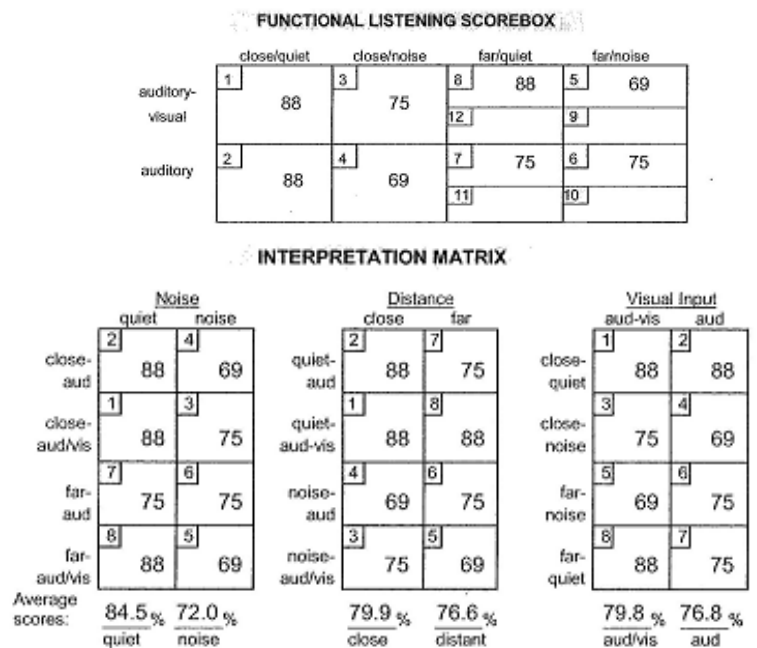 FUNCTIONAL LISTENING SCOREBOX
close/quiet close/noise far/quiet far/noise
auditory-visual 1 88 3 75 8 88 5 69
12 9
auditory 2 88 4 69 7 75 6 75
11 10
INTERPRETATION MATRIX
Noise
quiet noise
close-aud 2 88 4 69
close-aud/vis 1 88 3 75
far-aud 7 75 6 75
far-aud/vis 8 88 5 69
Average scores: 84.5 % 72.0 %
quiet noise
Distance
close far
quiet-aud 2 88 7 75
quiet-aud-vis 1 88 8 88
noise-aud 4 69 6 75
noise-aud/vis 3 75 5 69
79.9 % 76.6 %
close distant
Visual Input
aud-vis aud
close-quiet 1 88 2 88
close-noise 3 75 4 69
far-noise 5 69 6 75
far-quiet 8 88 7 75
79.8 % 76.8 %
aud/vis aud